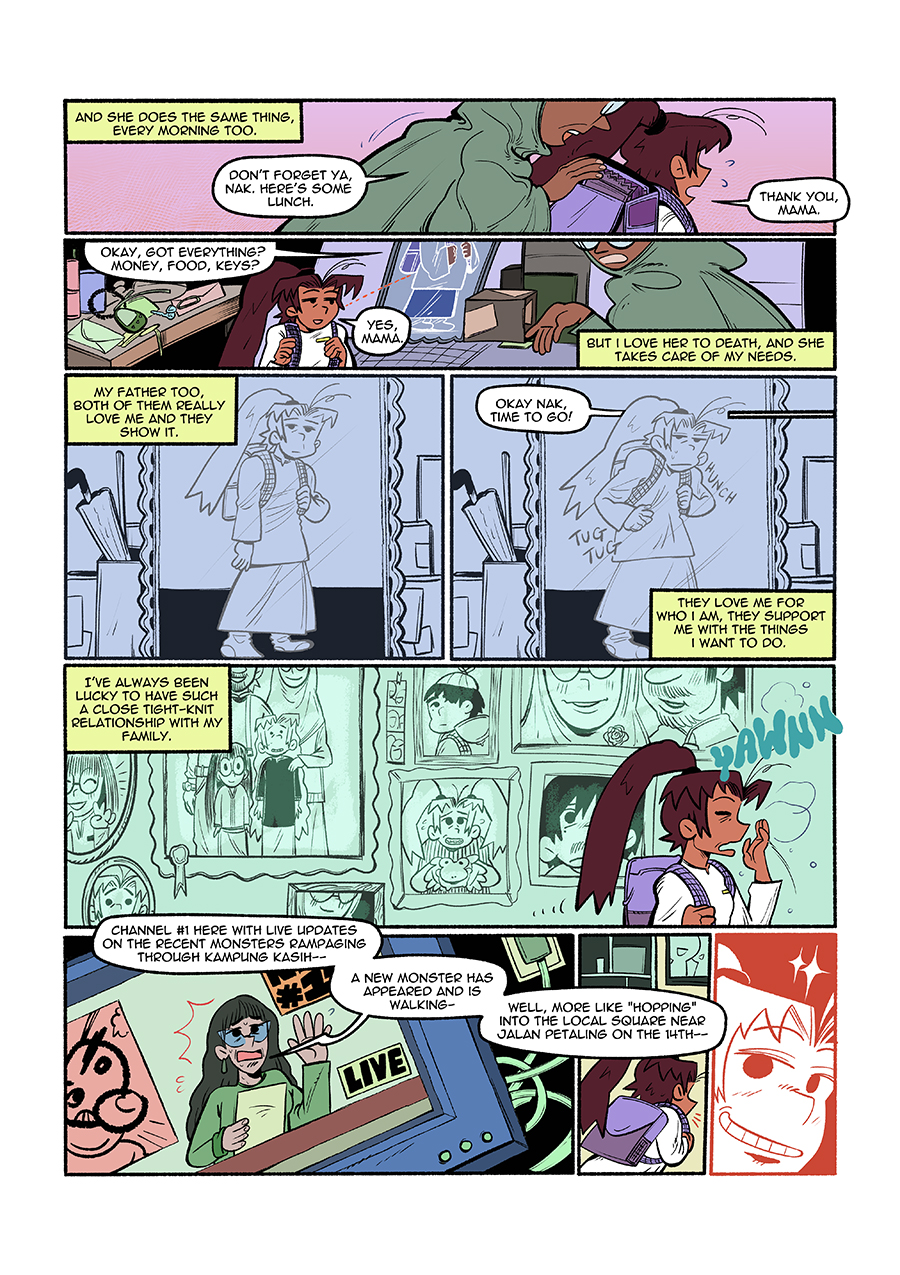 AND SHE DOES THE SAME THING,
EVERY MORNING TOO.
DON'T FORGET YA,
NAK. HERE'S SOME
LUNCH.
THANK YOU,
MAMA.
OKAY, GOT EVERYTHING?
MONEY, FOOD, KEYS?
YES,
MAMA.
BUT I LOVE HER TO DEATH, AND SHE
TAKES CARE OF MY NEEDS.
MY FATHER TOO,
BOTH OF THEM REALLY
LOVE ME AND THEY
SHOW IT.
OKAY NAK,
TIME TO GO!
HUNCH
TUG
TUG
THEY LOVE ME FOR
WHO I AM, THEY SUPPORT
ME WITH THE THINGS
I WANT TO DO.
I'VE ALWAYS BEEN
LUCKY TO HAVE SUCH
A CLOSE TIGHT-KNIT
RELATIONSHIP WITH MY
FAMILY.
YAWNN
CHANNEL #1 HERE WITH LIVE UPDATES
ON THE RECENT MONSTERS RAMPAGING
THROUGH KAMPUNG KASIH--
A NEW MONSTER HAS
APPEARED AND IS
WALKING-
WELL, MORE LIKE "HOPPING"
INTO THE LOCAL SQUARE NEAR
JALAN PETALING ON THE 14TH--
LIVE